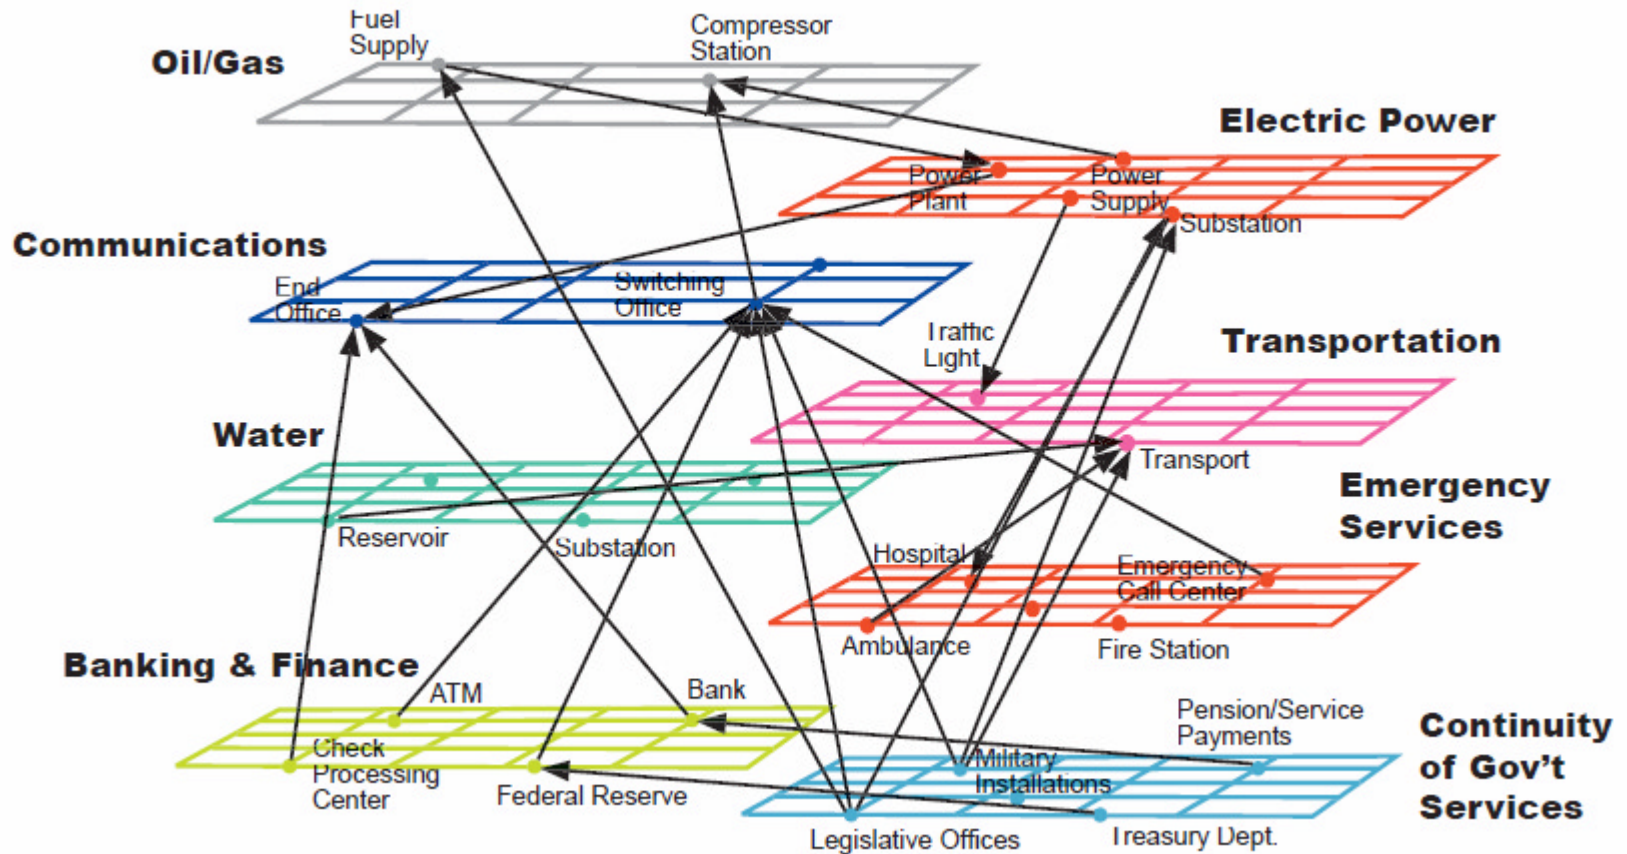 Fuel
Supply
Compressor
Station
Oil/Gas
Electric Power
Power
Plant
Power
Supply
Substation
Communications
End
Office
Switching
Office
Traffic
Light
Transportation
Water
Transport
Reservoir
Substation
Emergency
Services
Hospital
Emergency
Call Center
Ambulance
Fire Station
Banking & Finance
ATM
Bank
Check
Processing
Center
Federal Reserve
Pension/Service
Payments
Continuity
of Gov't
Services
Military
Installations
Legislative Offices
Treasury Dept.